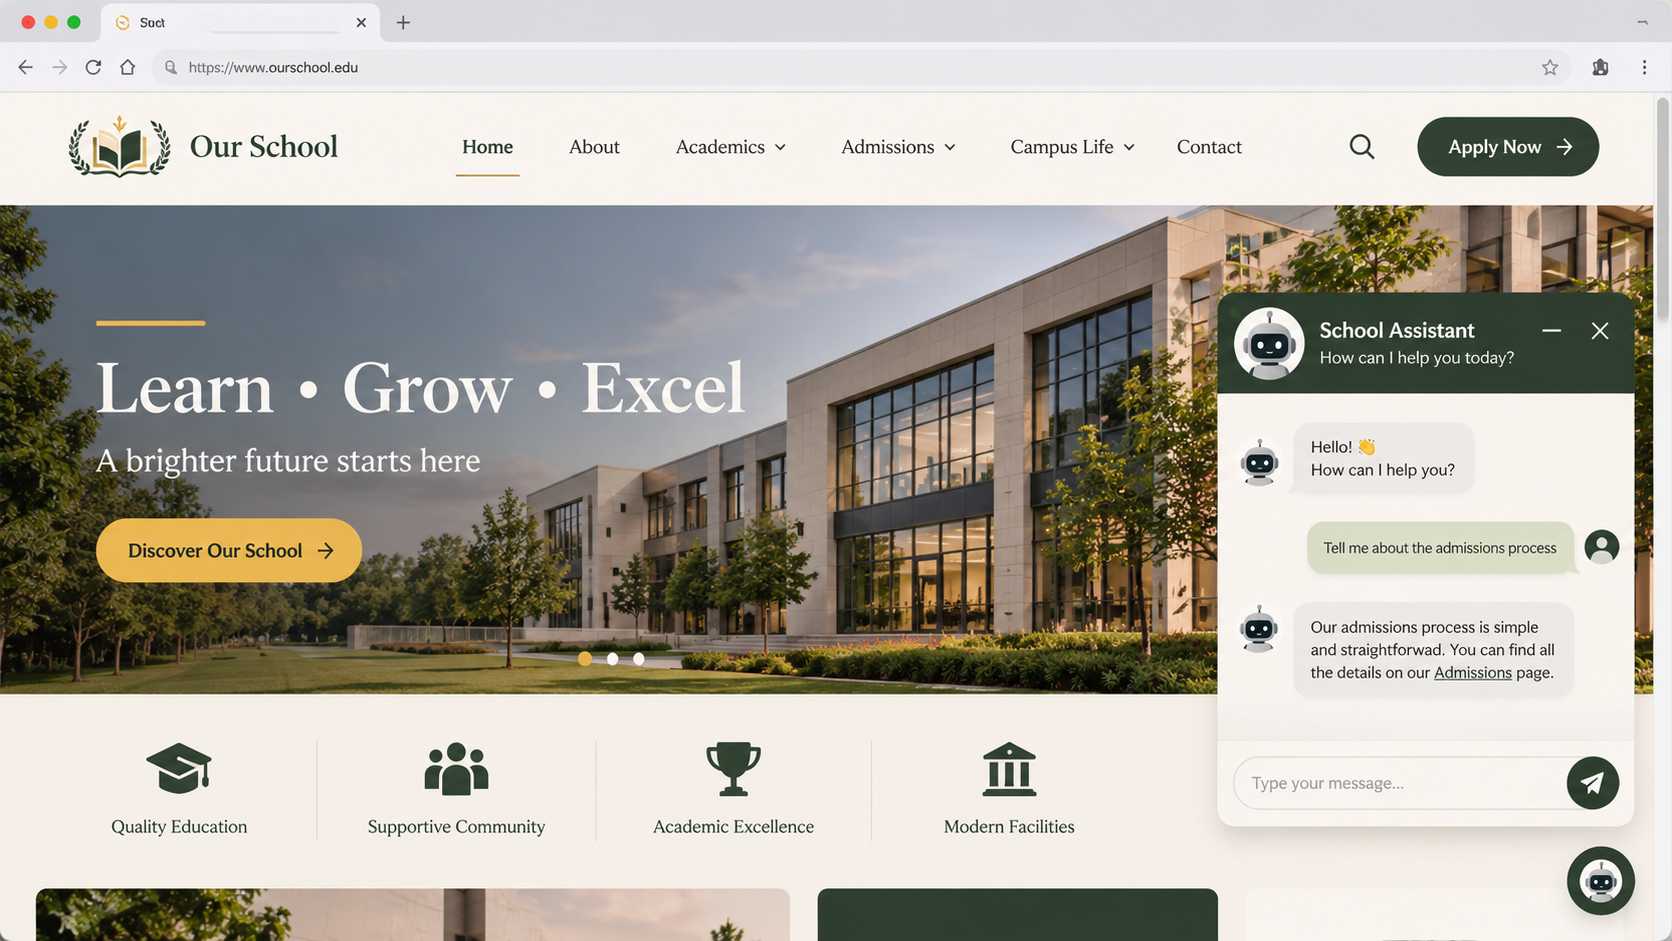 Suct
https://www.ourschool.edu
Our School
Home
About
Academics
Admissions
Campus Life
Contact
Apply Now
Learn • Grow • Excel
A brighter future starts here
Discover Our School
School Assistant
How can I help you today?
Hello! 👋
How can I help you?
Tell me about the admissions process
Our admissions process is simple
and straightforwad. You can find all
the details on our Admissions page.
Type your message...
Quality Education
Supportive Community
Academic Excellence
Modern Facilities